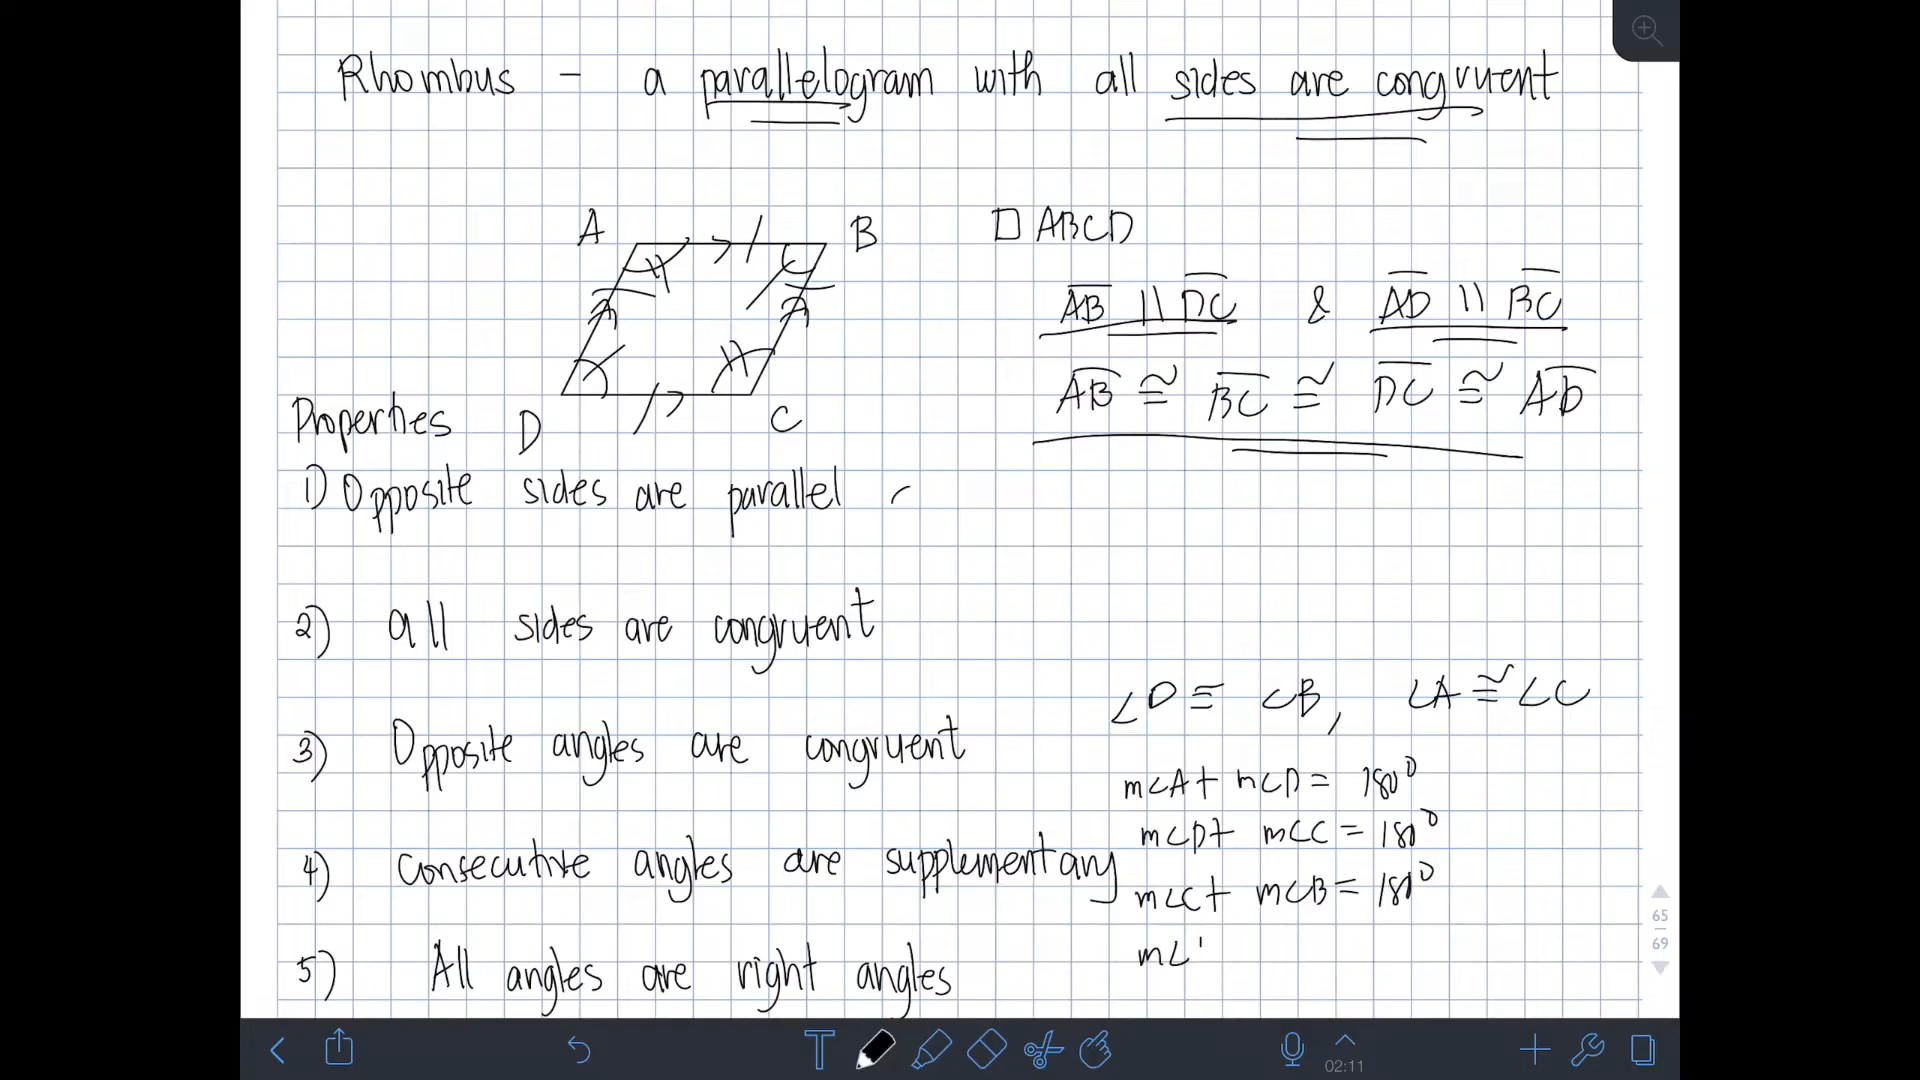 Rhombus - a parallelogram with all sides are congruent
A B
□ ABCD
AB || DC & AD || BC
AB ≅ BC ≅ DC ≅ AD
Properties D C
1) Opposite sides are parallel
2) all sides are congruent
∠D ≅ ∠B, ∠A ≅ ∠C
3) Opposite angles are congruent
m∠A + m∠D = 180°
m∠D + m∠C = 180°
4) Consecutive angles are supplementary
m∠C + m∠B = 180°
m∠
5) All angles are right angles
65
69
T
02:11